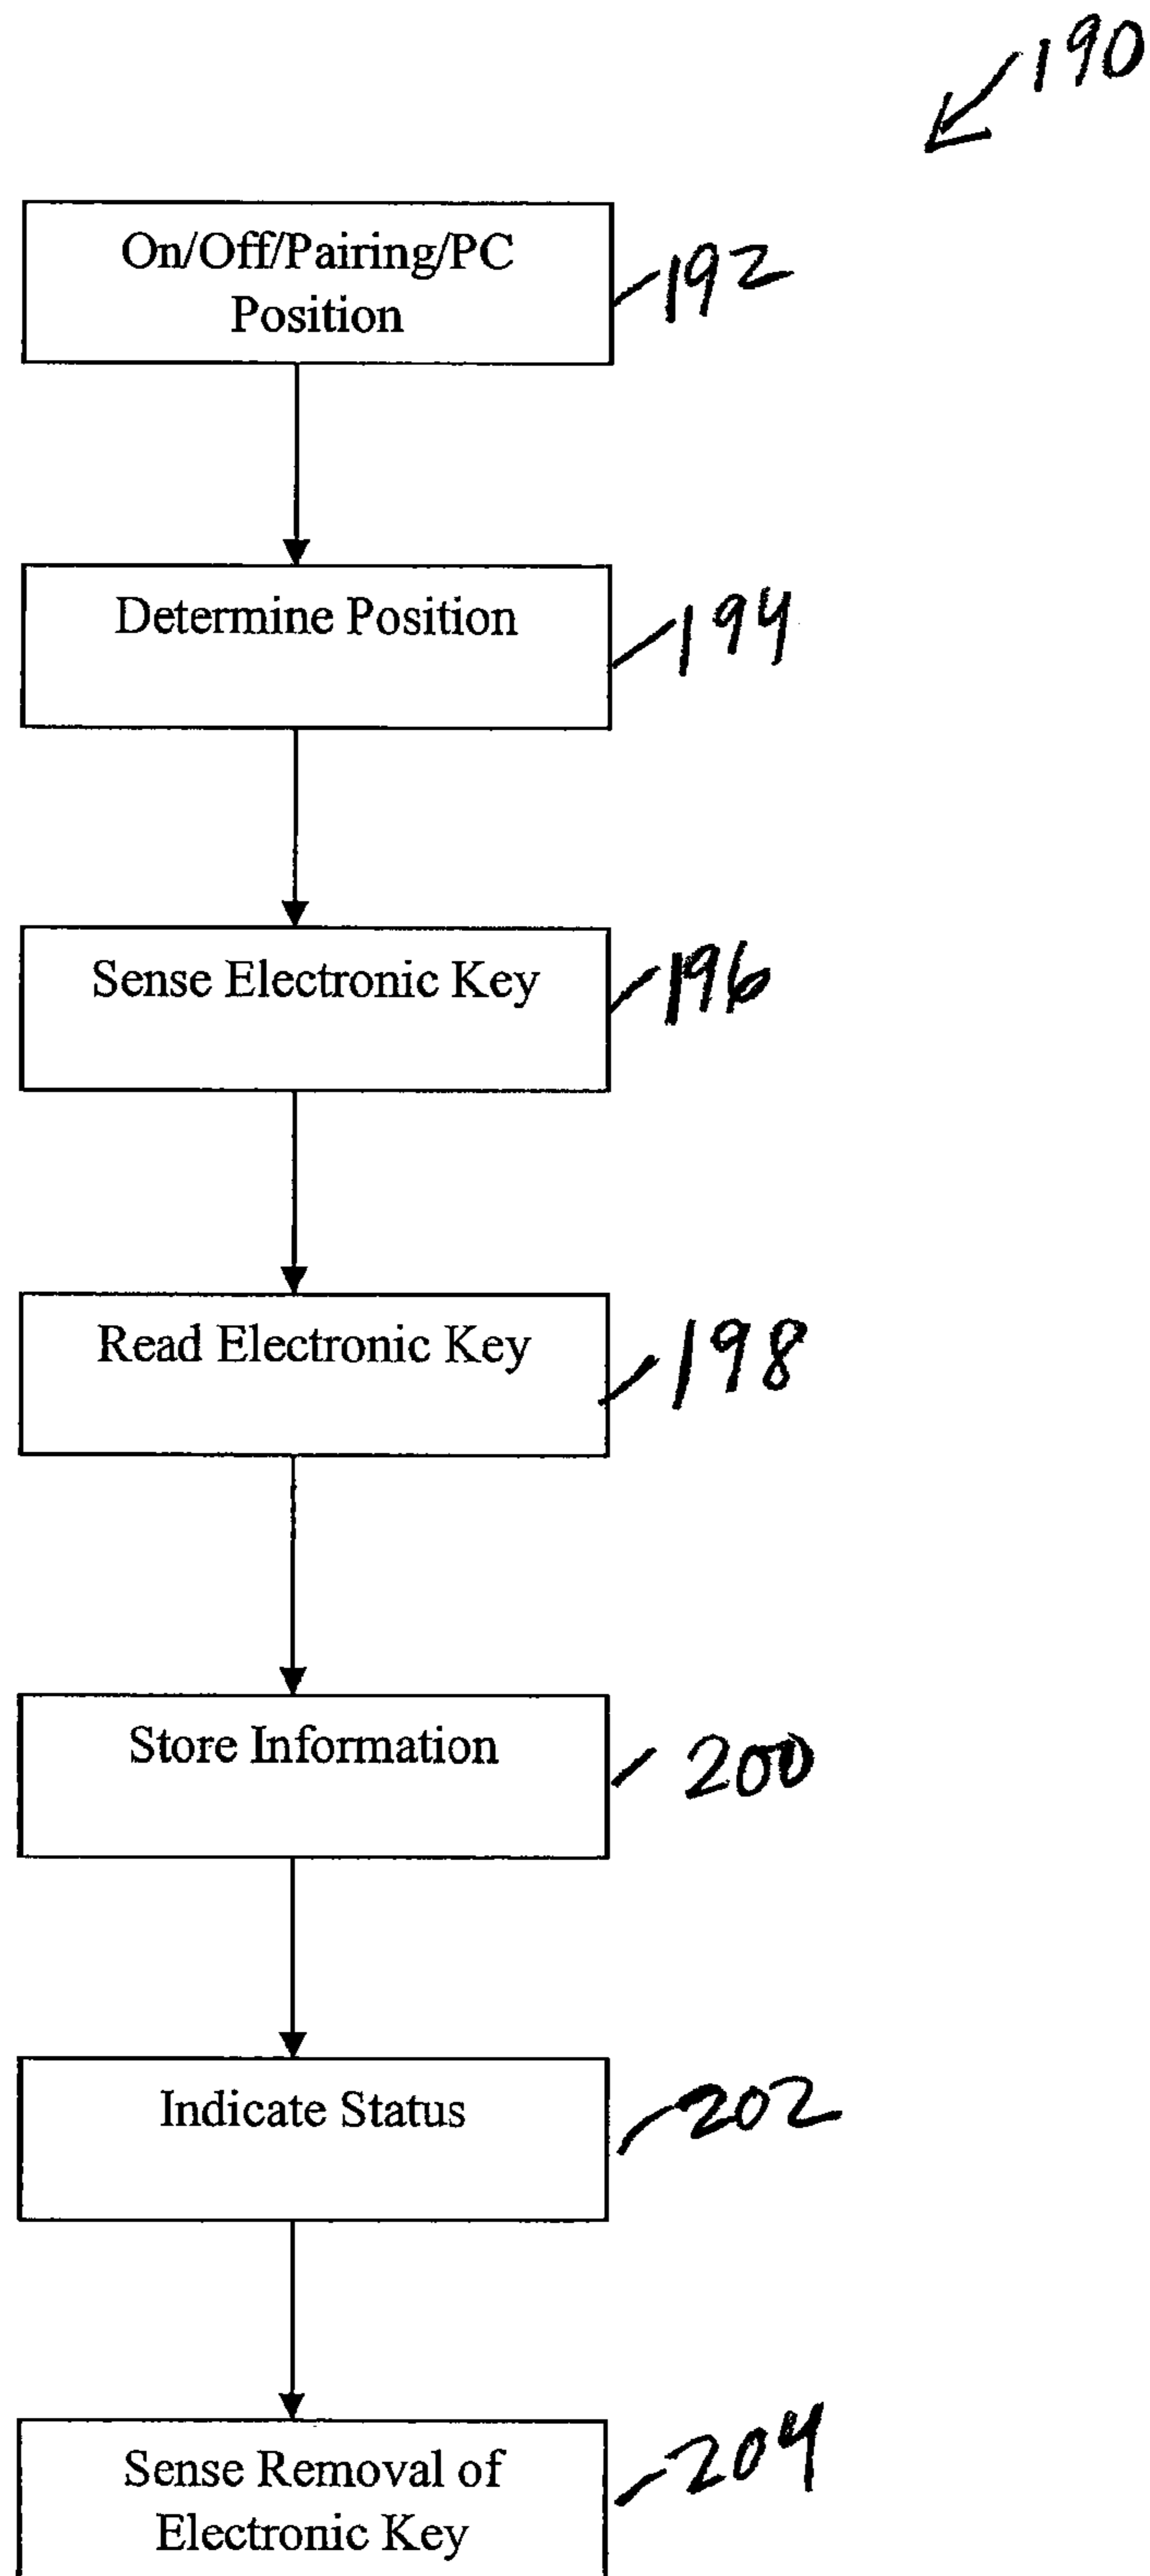 190
On/Off/Pairing/PC
Position
192
Determine Position
194
Sense Electronic Key
196
Read Electronic Key
198
Store Information
200
Indicate Status
202
Sense Removal of
Electronic Key
204